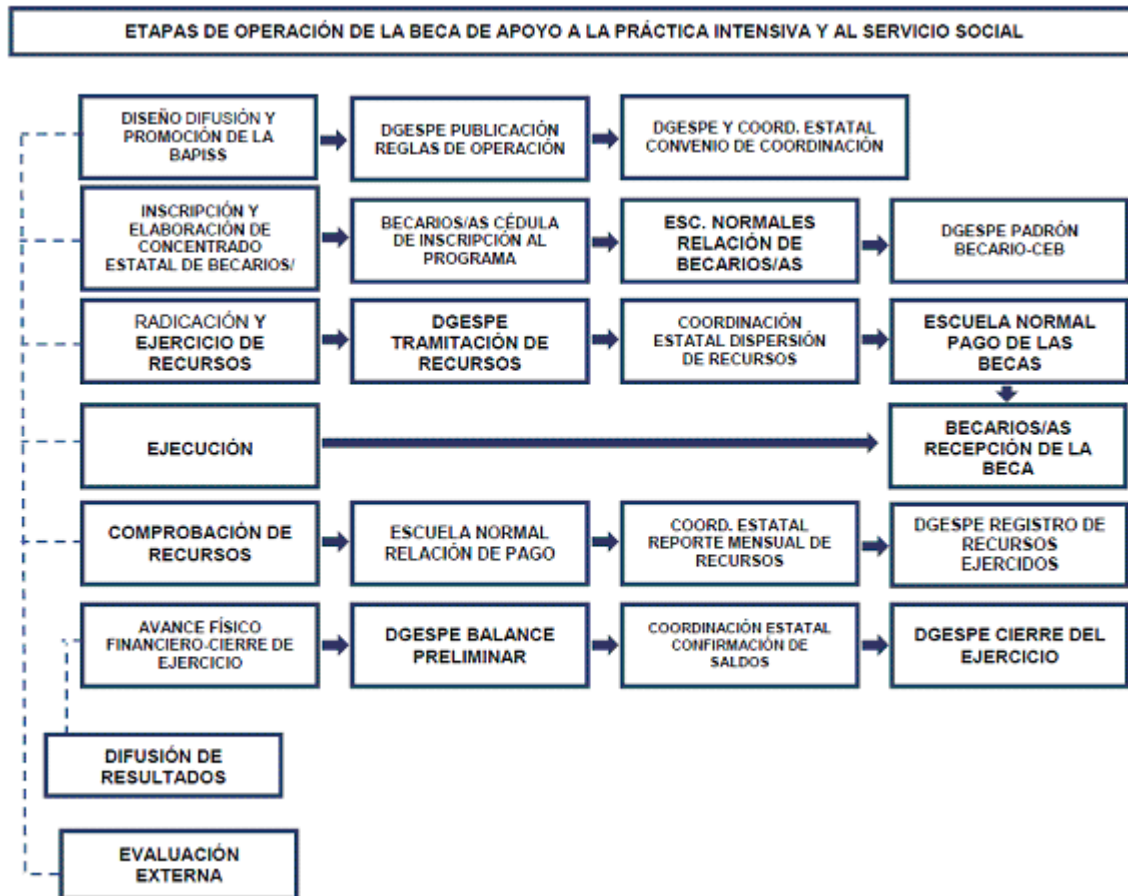 ETAPAS DE OPERACIÓN DE LA BECA DE APOYO A LA PRÁCTICA INTENSIVA Y AL SERVICIO SOCIAL
DISEÑO DIFUSIÓN Y
PROMOCIÓN DE LA
BAPISS
DGESPE PUBLICACIÓN
REGLAS DE OPERACIÓN
DGESPE Y COORD. ESTATAL
CONVENIO DE COORDINACIÓN
INSCRIPCIÓN Y
ELABORACIÓN DE
CONCENTRADO
ESTATAL DE BECARIOS/
BECARIOS/AS CÉDULA
DE INSCRIPCIÓN AL
PROGRAMA
ESC. NORMALES
RELACIÓN DE
BECARIOS/AS
DGESPE PADRÓN
BECARIO-CEB
RADICACIÓN Y
EJERCICIO DE
RECURSOS
DGESPE
TRAMITACIÓN DE
RECURSOS
COORDINACIÓN
ESTATAL DISPERSIÓN
DE RECURSOS
ESCUELA NORMAL
PAGO DE LAS
BECAS
EJECUCIÓN
BECARIOS/AS
RECEPCIÓN DE LA
BECA
COMPROBACIÓN DE
RECURSOS
ESCUELA NORMAL
RELACIÓN DE PAGO
COORD. ESTATAL
REPORTE MENSUAL DE
RECURSOS
DGESPE REGISTRO DE
RECURSOS
EJERCIDOS
AVANCE FÍSICO
FINANCIERO-CIERRE DE
EJERCICIO
DGESPE BALANCE
PRELIMINAR
COORDINACIÓN ESTATAL
CONFIRMACIÓN DE
SALDOS
DGESPE CIERRE DEL
EJERCICIO
DIFUSIÓN DE
RESULTADOS
EVALUACIÓN
EXTERNA